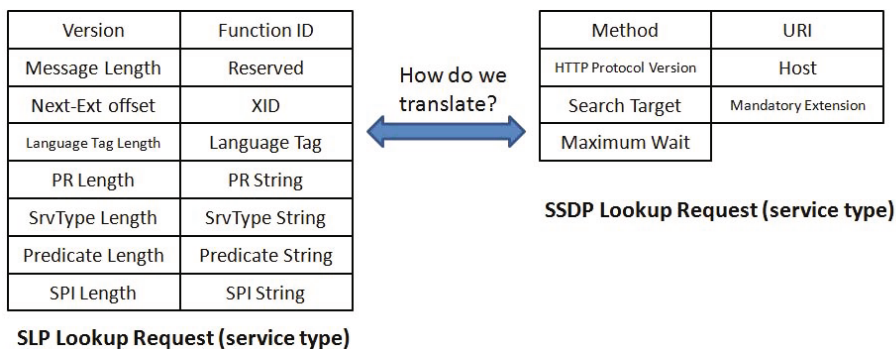 Version
Function ID
Message Length
Reserved
Next-Ext offset
XID
Language Tag Length
Language Tag
PR Length
PR String
SrvType Length
SrvType String
Predicate Length
Predicate String
SPI Length
SPI String
SLP Lookup Request (service type)
How do we
translate?
Method
URI
HTTP Protocol Version
Host
Search Target
Mandatory Extension
Maximum Wait
SSDP Lookup Request (service type)